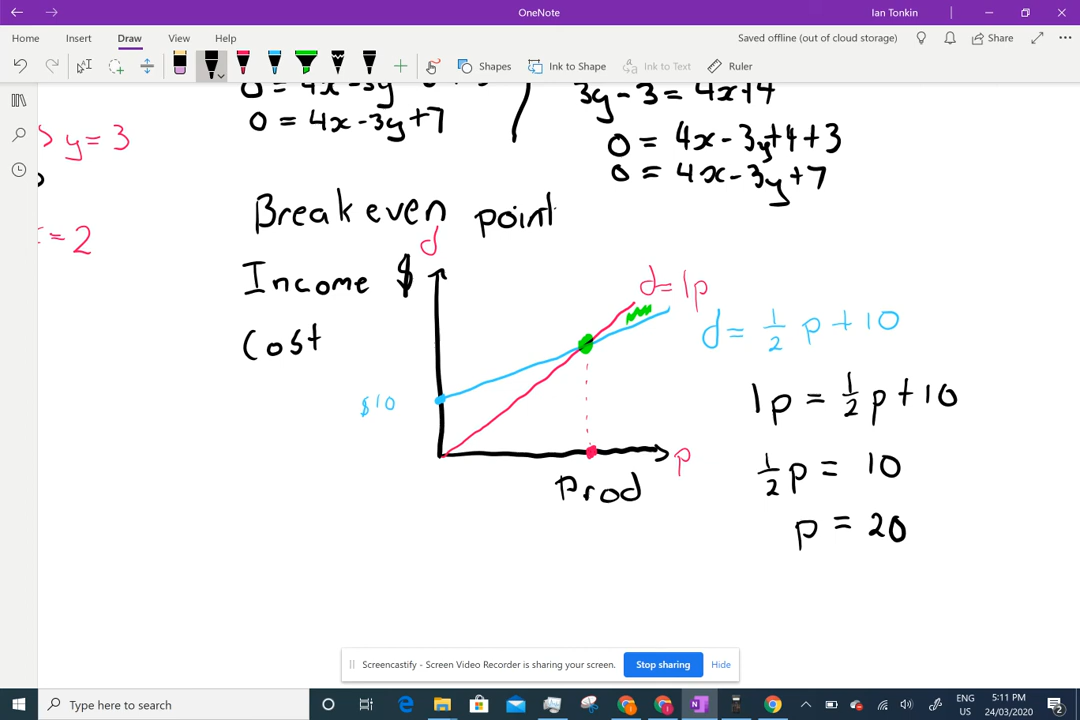 OneNote
Ian Tonkin
Home Insert Draw View Help
Saved offline (out of cloud storage)
Share
Shapes
Ink to Shape
Ink to Text
Ruler
y = 3
= 2
0 = 4x - 3y + 7
3y - 3 = 4x + 4
0 = 4x - 3y + 4 + 3
0 = 4x - 3y + 7
Breakeven point
d
Income $
Cost
$10
d = 1p
d = 1/2 p + 10
p
Prod
1p = 1/2 p + 10
1/2 p = 10
p = 20
Screencastify - Screen Video Recorder is sharing your screen.
Stop sharing
Hide
Type here to search
ENG
US
5:11 PM
24/03/2020
2